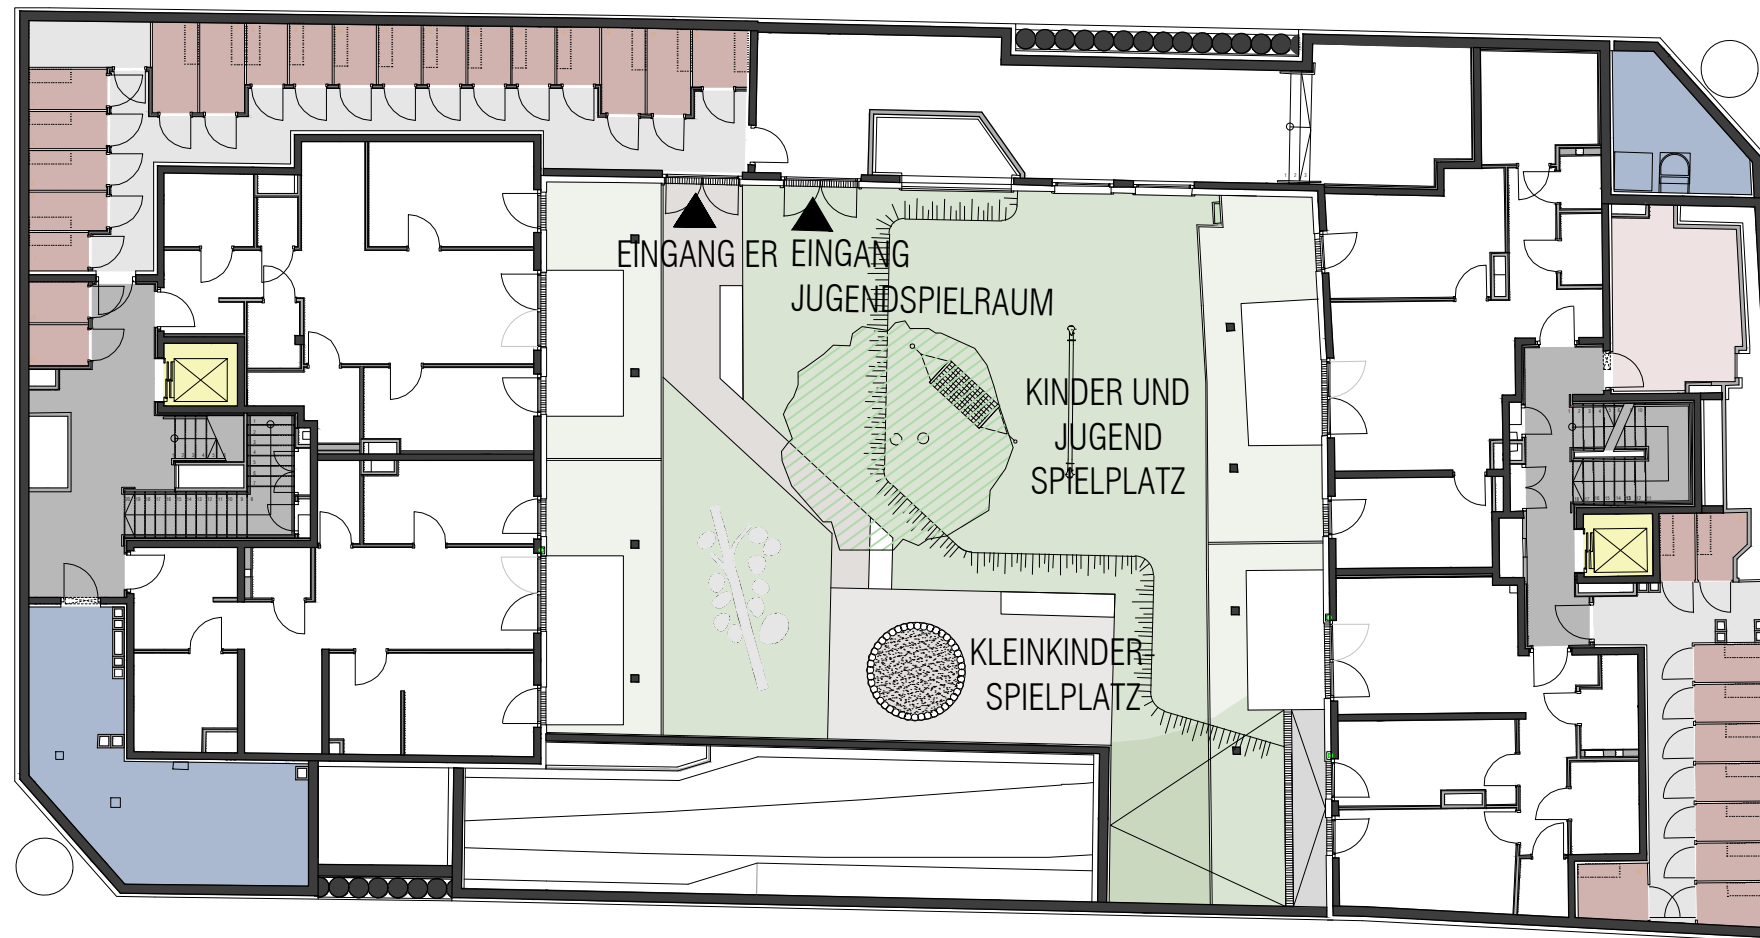 EINGANG ER
EINGANG
JUGENDSPIELRAUM
KINDER UND
JUGEND
SPIELPLATZ
KLEINKINDER-
SPIELPLATZ